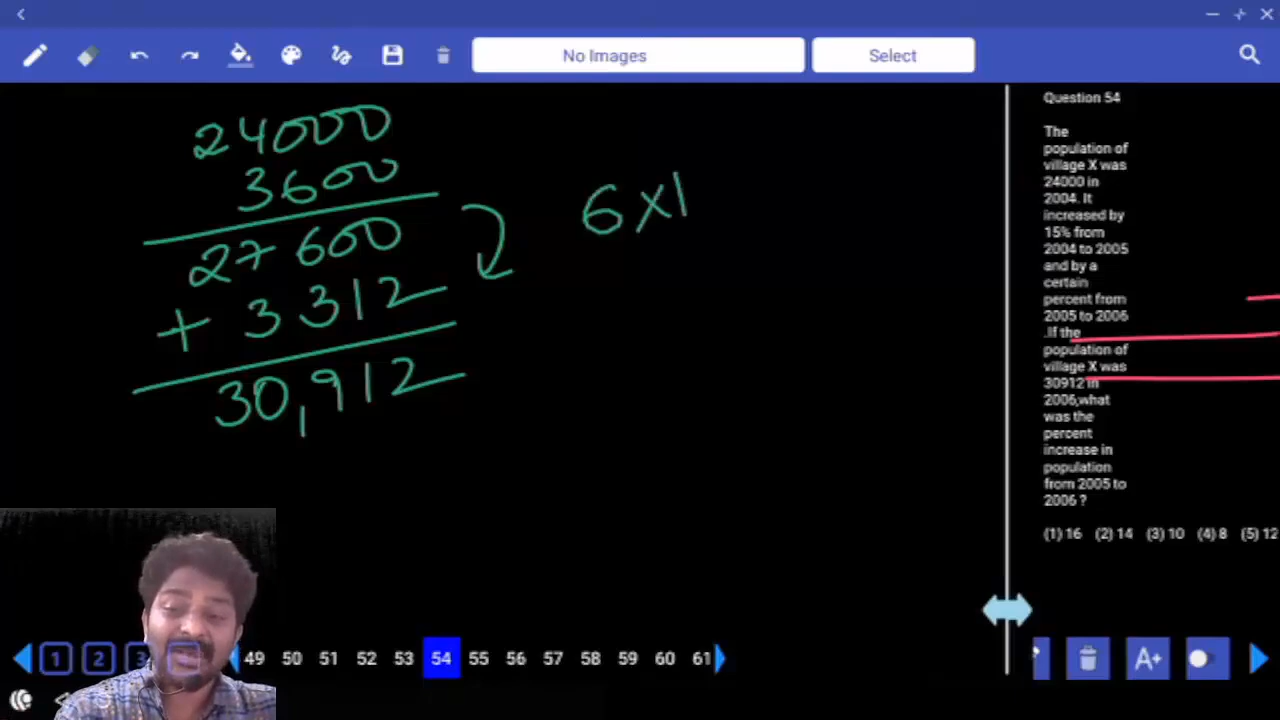 No Images
Select
24000
3600
27600
+ 3312
30,912
6x1
Question 54
The
population of
village X was
24000 in
2004. It
increased by
15% from
2004 to 2005
and by a
certain
percent from
2005 to 2006
.If the
population of
village X was
30912 in
2006,what
was the
percent
increase in
population
from 2005 to
2006 ?
(1) 16 (2) 14 (3) 10 (4) 8 (5) 12
1 2 3 49 50 51 52 53 54 55 56 57 58 59 60 61
A+